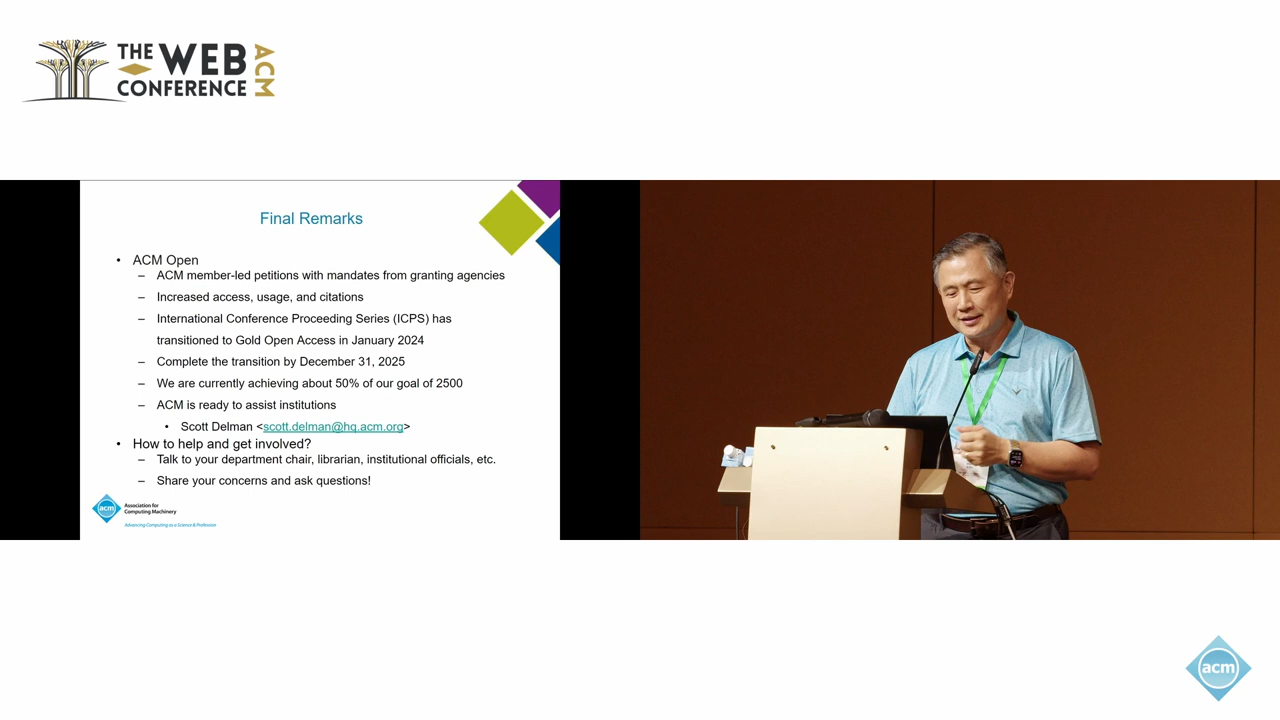 THE WEB
CONFERENCE
ACM
Final Remarks
• ACM Open
– ACM member-led petitions with mandates from granting agencies
– Increased access, usage, and citations
– International Conference Proceeding Series (ICPS) has
transitioned to Gold Open Access in January 2024
– Complete the transition by December 31, 2025
– We are currently achieving about 50% of our goal of 2500
– ACM is ready to assist institutions
• Scott Delman <scott.delman@hq.acm.org>
• How to help and get involved?
– Talk to your department chair, librarian, institutional officials, etc.
– Share your concerns and ask questions!
acm
Association for
Computing Machinery
Advancing Computing as a Science & Profession
acm